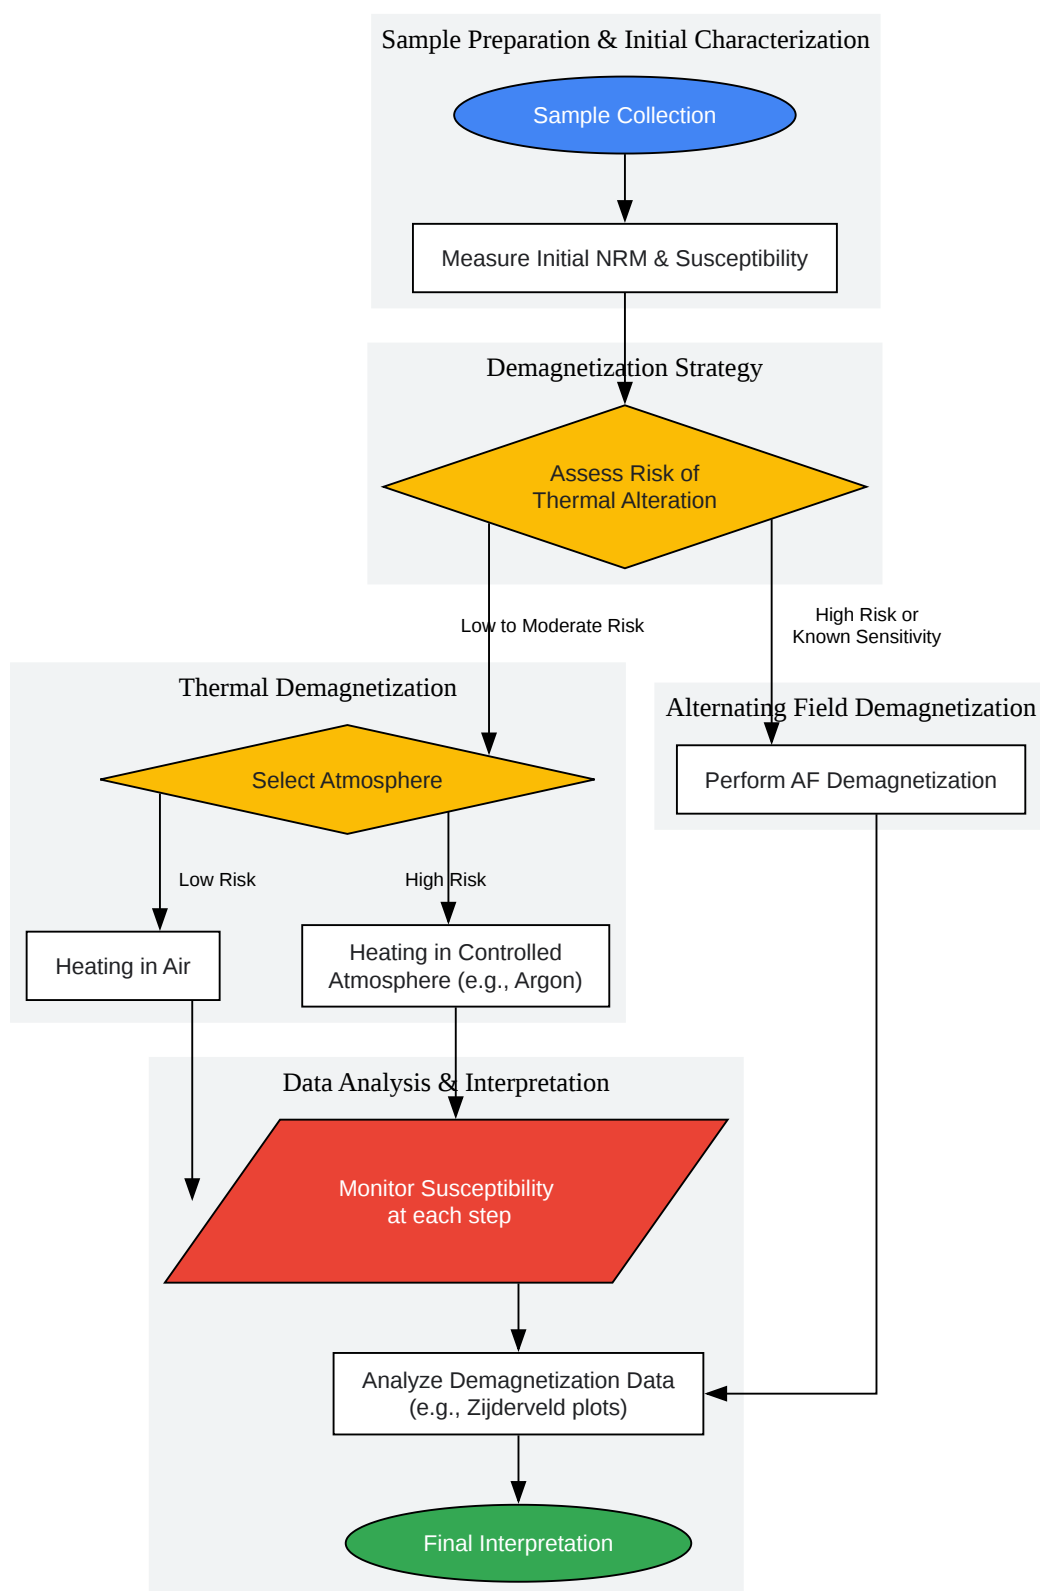 Sample Preparation & Initial Characterization
Sample Collection
Measure Initial NRM & Susceptibility
Demagnetization Strategy
Assess Risk of
Thermal Alteration
Low to Moderate Risk
High Risk or
Known Sensitivity
Thermal Demagnetization
Alternating Field Demagnetization
Select Atmosphere
Perform AF Demagnetization
Low Risk
High Risk
Heating in Air
Heating in Controlled
Atmosphere (e.g., Argon)
Data Analysis & Interpretation
Monitor Susceptibility
at each step
Analyze Demagnetization Data
(e.g., Zijderveld plots)
Final Interpretation